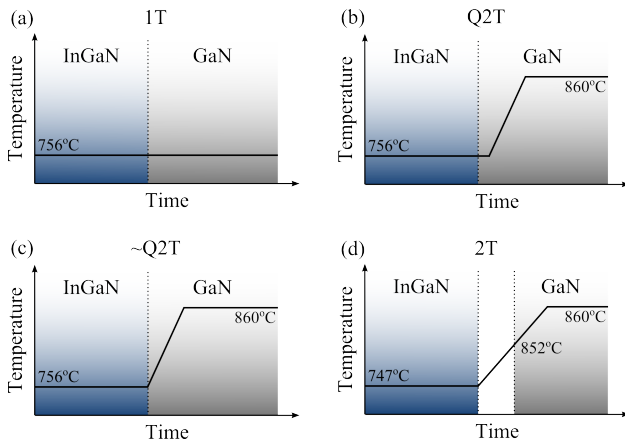 (a) 1T
InGaN GaN
Temperature
756°C
Time
(b) Q2T
InGaN GaN
Temperature
860°C
756°C
Time
(c) ~Q2T
InGaN GaN
Temperature
860°C
756°C
Time
(d) 2T
InGaN GaN
Temperature
860°C
852°C
747°C
Time